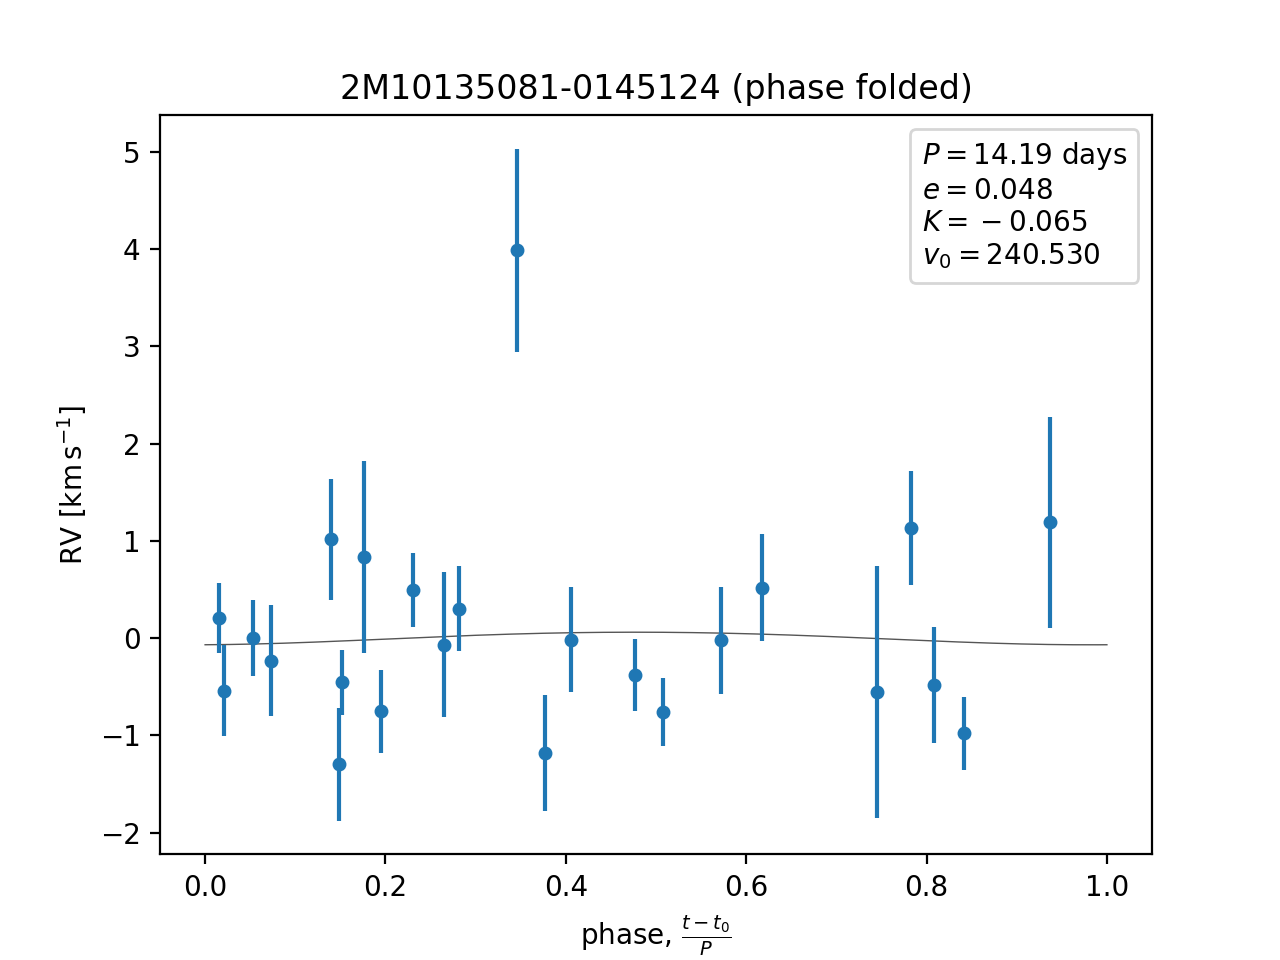 2M10135081-0145124 (phase folded)
P = 14.19 days
e = 0.048
K = −0.065
v₀ = 240.530
5
4
3
2
1
0
−1
−2
RV [km s⁻¹]
0.0 0.2 0.4 0.6 0.8 1.0
phase, (t − t₀)/P